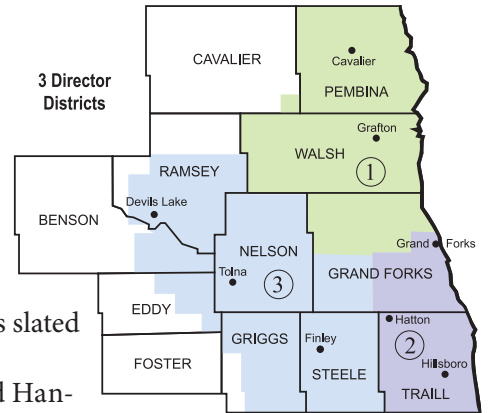 3 Director
Districts
CAVALIER
Cavalier
PEMBINA
Grafton
WALSH
1
RAMSEY
Devils Lake
BENSON
NELSON
Tolna
3
Grand Forks
GRAND FORKS
EDDY
FOSTER
GRIGGS
Finley
STEELE
Hatton
2
Hillsboro
TRAILL
s slated
d Han-